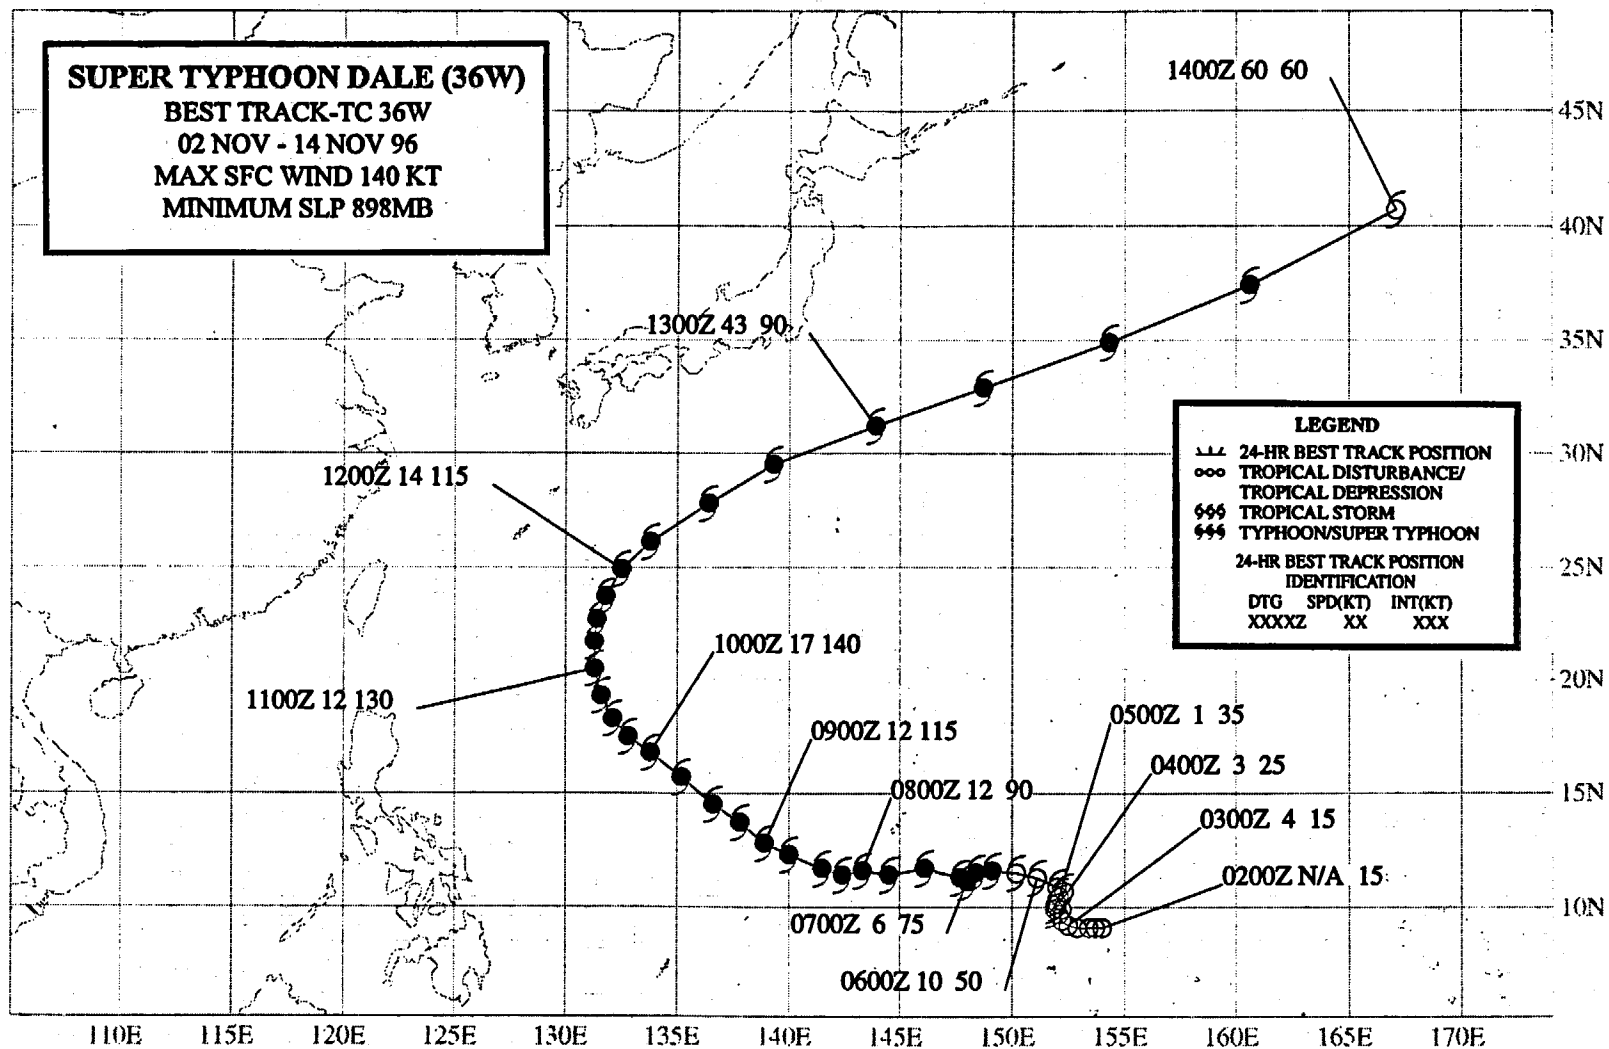 SUPER TYPHOON DALE (36W)
BEST TRACK-TC 36W
02 NOV - 14 NOV 96
MAX SFC WIND 140 KT
MINIMUM SLP 898MB
1400Z 60 60
45N
40N
1300Z 43 90
35N
LEGEND
24-HR BEST TRACK POSITION
TROPICAL DISTURBANCE/
TROPICAL DEPRESSION
TROPICAL STORM
TYPHOON/SUPER TYPHOON
24-HR BEST TRACK POSITION
IDENTIFICATION
DTG SPD(KT) INT(KT)
XXXXZ XX XXX
30N
1200Z 14 115
25N
1000Z 17 140
20N
1100Z 12 130
0500Z 1 35
0900Z 12 115
0400Z 3 25
0800Z 12 90
15N
0300Z 4 15
0200Z N/A 15
10N
0700Z 6 75
0600Z 10 50
110E 115E 120E 125E 130E 135E 140E 145E 150E 155E 160E 165E 170E